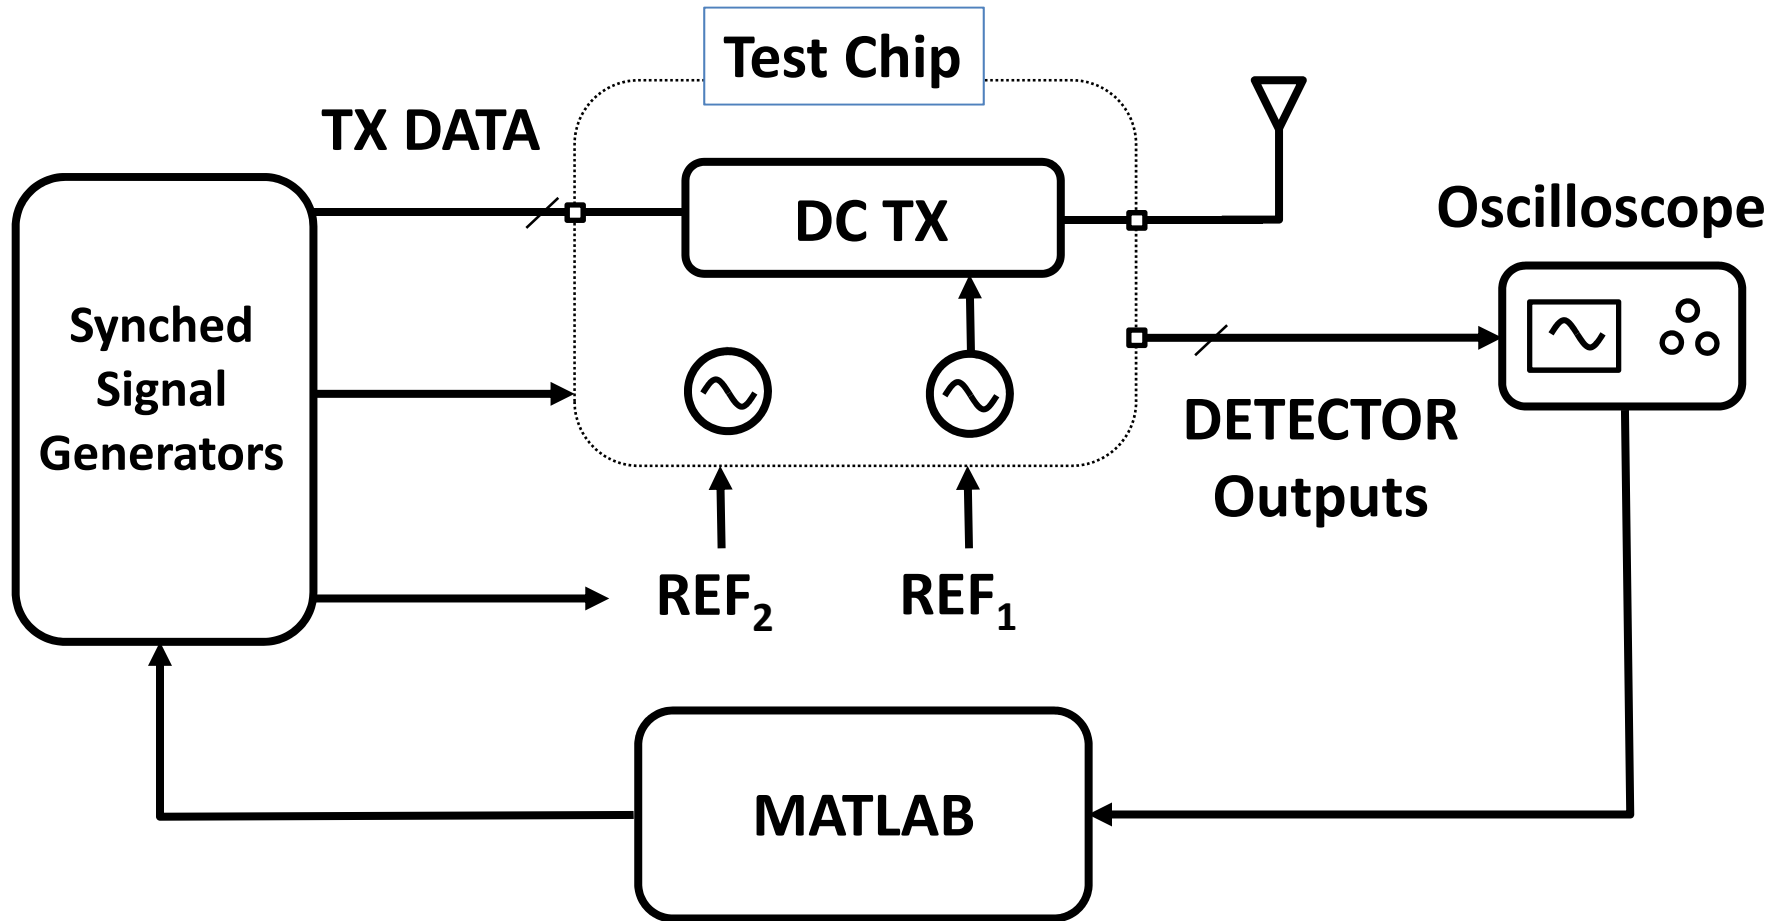 Test Chip
TX DATA
DC TX
Oscilloscope
Synched
Signal
Generators
DETECTOR
Outputs
REF₂
REF₁
MATLAB